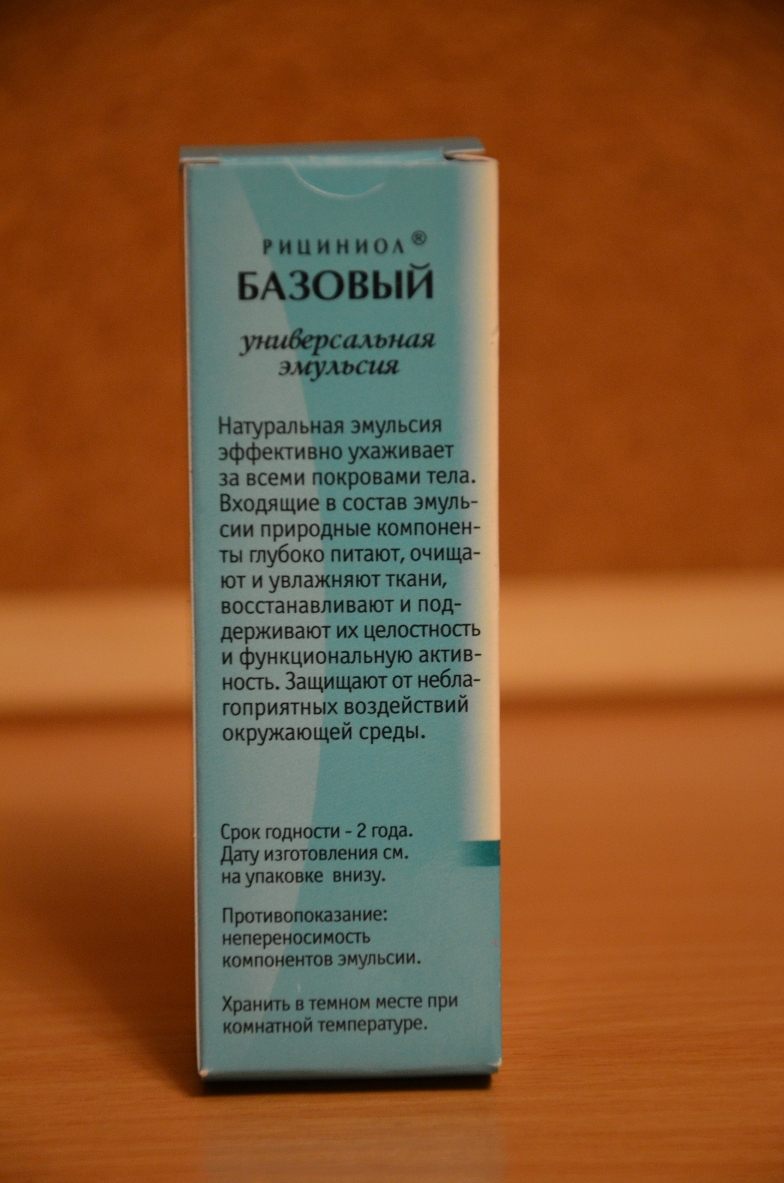 РИЦИНИОЛ®
БАЗОВЫЙ
универсальная
эмульсия
Натуральная эмульсия
эффективно ухаживает
за всеми покровами тела.
Входящие в состав эмуль-
сии природные компонен-
ты глубоко питают, очища-
ют и увлажняют ткани,
восстанавливают и под-
держивают их целостность
и функциональную актив-
ность. Защищают от небла-
гоприятных воздействий
окружающей среды.
Срок годности - 2 года.
Дату изготовления см.
на упаковке внизу.
Противопоказание:
непереносимость
компонентов эмульсии.
Хранить в темном месте при
комнатной температуре.